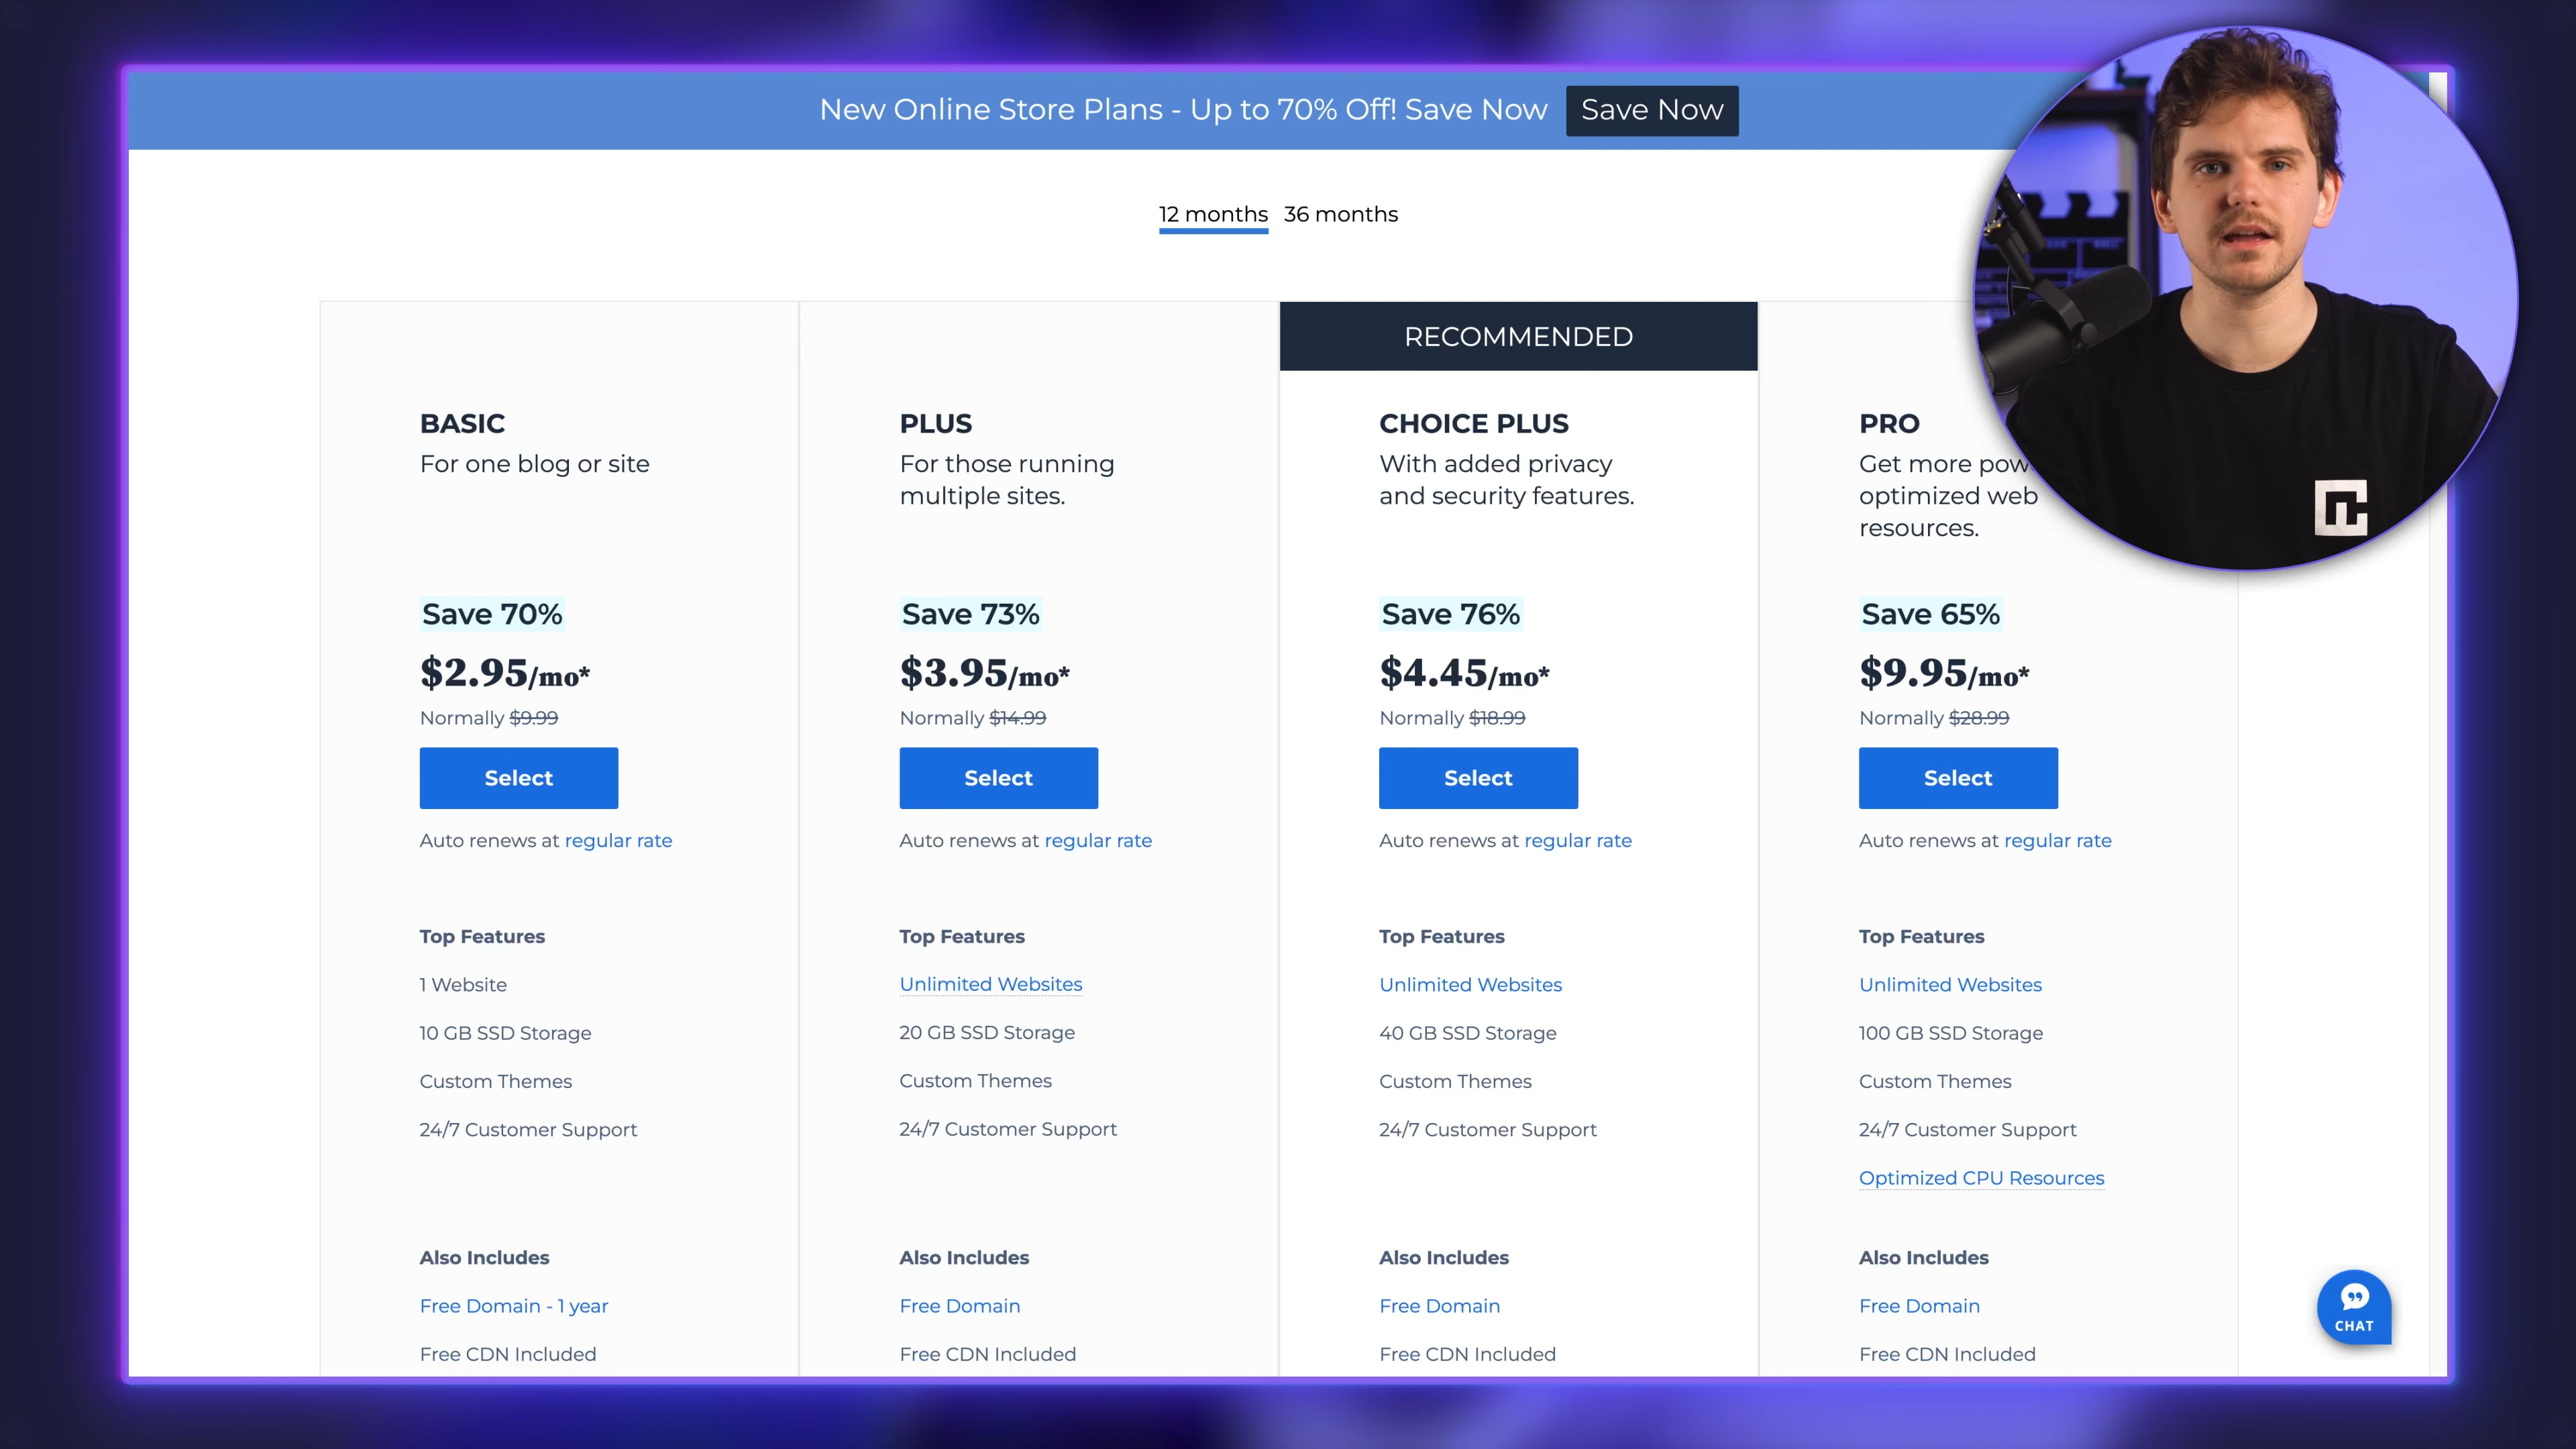 New Online Store Plans - Up to 70% Off! Save Now
Save Now
12 months
36 months
BASIC
For one blog or site
Save 70%
$2.95/mo*
Normally $9.99
Select
Auto renews at regular rate
Top Features
1 Website
10 GB SSD Storage
Custom Themes
24/7 Customer Support
Also Includes
Free Domain - 1 year
Free CDN Included
PLUS
For those running
multiple sites.
Save 73%
$3.95/mo*
Normally $14.99
Select
Auto renews at regular rate
Top Features
Unlimited Websites
20 GB SSD Storage
Custom Themes
24/7 Customer Support
Also Includes
Free Domain
Free CDN Included
RECOMMENDED
CHOICE PLUS
With added privacy
and security features.
Save 76%
$4.45/mo*
Normally $18.99
Select
Auto renews at regular rate
Top Features
Unlimited Websites
40 GB SSD Storage
Custom Themes
24/7 Customer Support
Also Includes
Free Domain
Free CDN Included
PRO
Get more
optimized web
resources.
Save 65%
$9.95/mo*
Normally $28.99
Select
Auto renews at regular rate
Top Features
Unlimited Websites
100 GB SSD Storage
Custom Themes
24/7 Customer Support
Optimized CPU Resources
Also Includes
Free Domain
Free CDN Included
CHAT